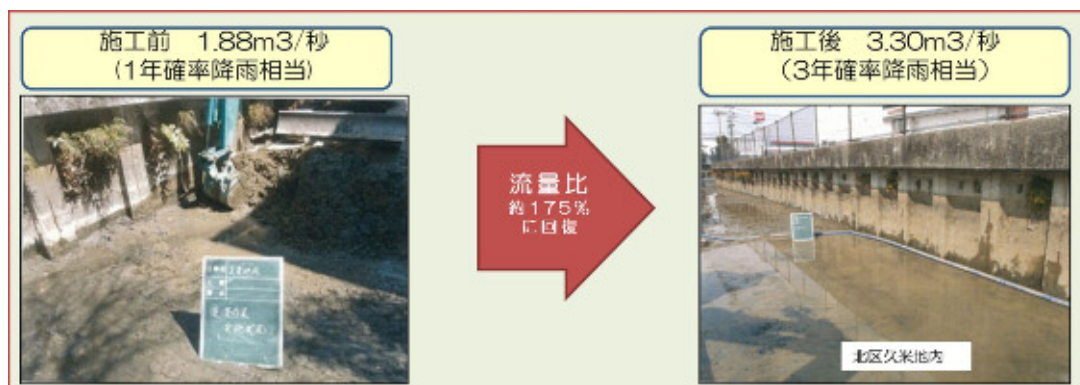 施工前　1.88m3/秒
(1年確率降雨相当)
流量比
約175%
に回復
施工後　3.30m3/秒
（3年確率降雨相当）
北区久米地内